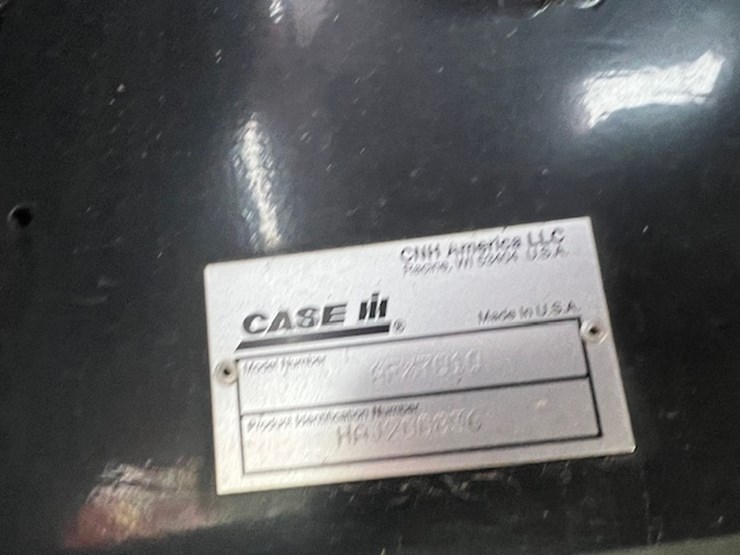 CNH America LLC
Racine, WI 53404 U.S.A.
CASE IH®
Made in U.S.A.
Model Number
Product Identification Number